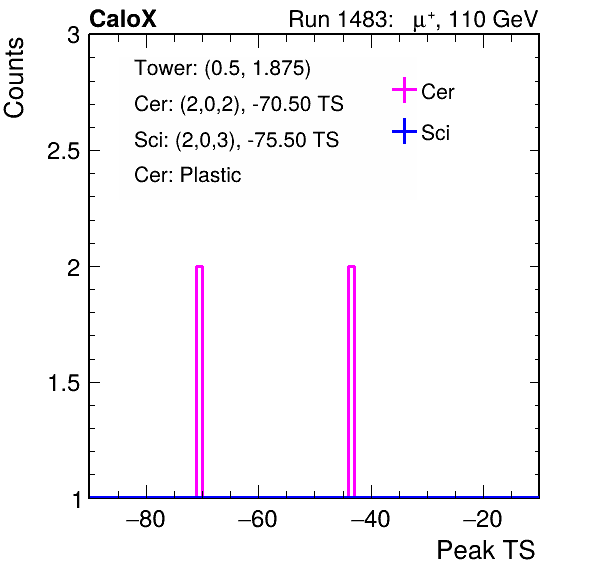 CaloX Run 1483: μ⁺, 110 GeV
Counts
Tower: (0.5, 1.875)
Cer: (2,0,2), -70.50 TS
Sci: (2,0,3), -75.50 TS
Cer: Plastic
Cer
Sci
3
2.5
2
1.5
1
−80 −60 −40 −20
Peak TS